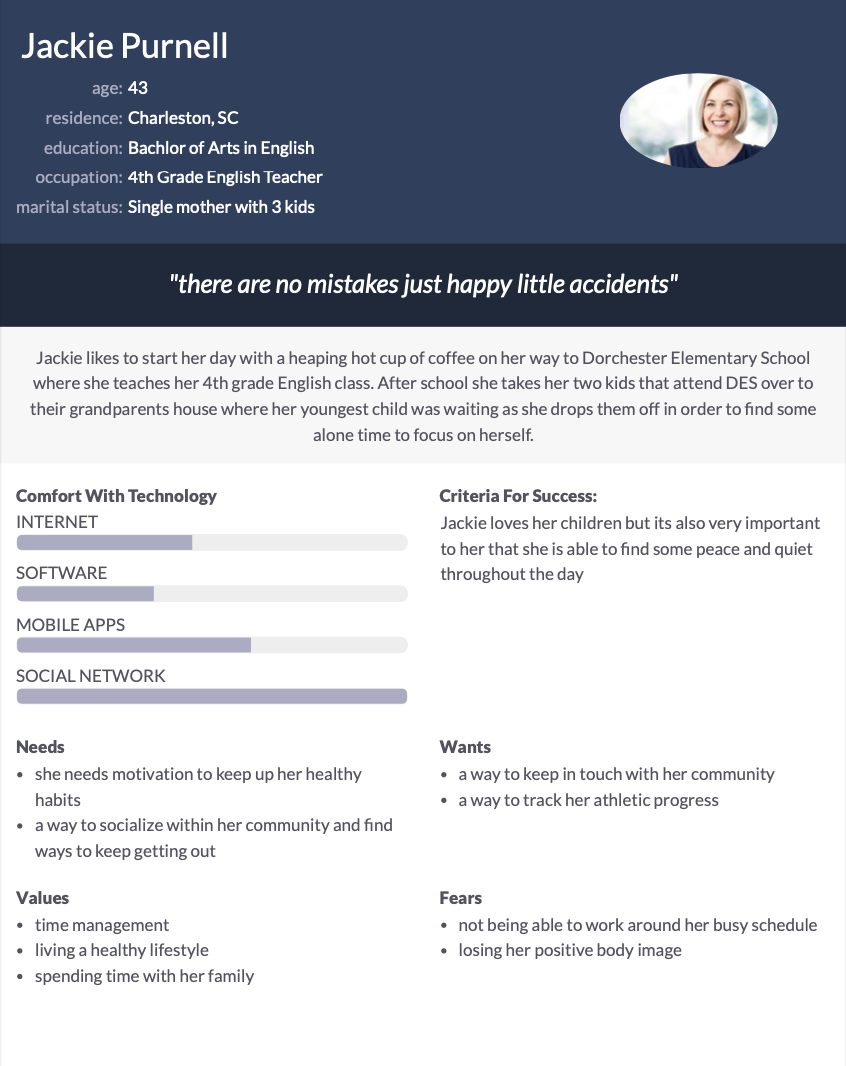 Jackie Purnell
age: 43
residence: Charleston, SC
education: Bachlor of Arts in English
occupation: 4th Grade English Teacher
marital status: Single mother with 3 kids
"there are no mistakes just happy little accidents"
Jackie likes to start her day with a heaping hot cup of coffee on her way to Dorchester Elementary School
where she teaches her 4th grade English class. After school she takes her two kids that attend DES over to
their grandparents house where her youngest child was waiting as she drops them off in order to find some
alone time to focus on herself.
Comfort With Technology
INTERNET
SOFTWARE
MOBILE APPS
SOCIAL NETWORK
Criteria For Success:
Jackie loves her children but its also very important
to her that she is able to find some peace and quiet
throughout the day
Needs
• she needs motivation to keep up her healthy
habits
• a way to socialize within her community and find
ways to keep getting out
Wants
• a way to keep in touch with her community
• a way to track her athletic progress
Values
• time management
• living a healthy lifestyle
• spending time with her family
Fears
• not being able to work around her busy schedule
• losing her positive body image